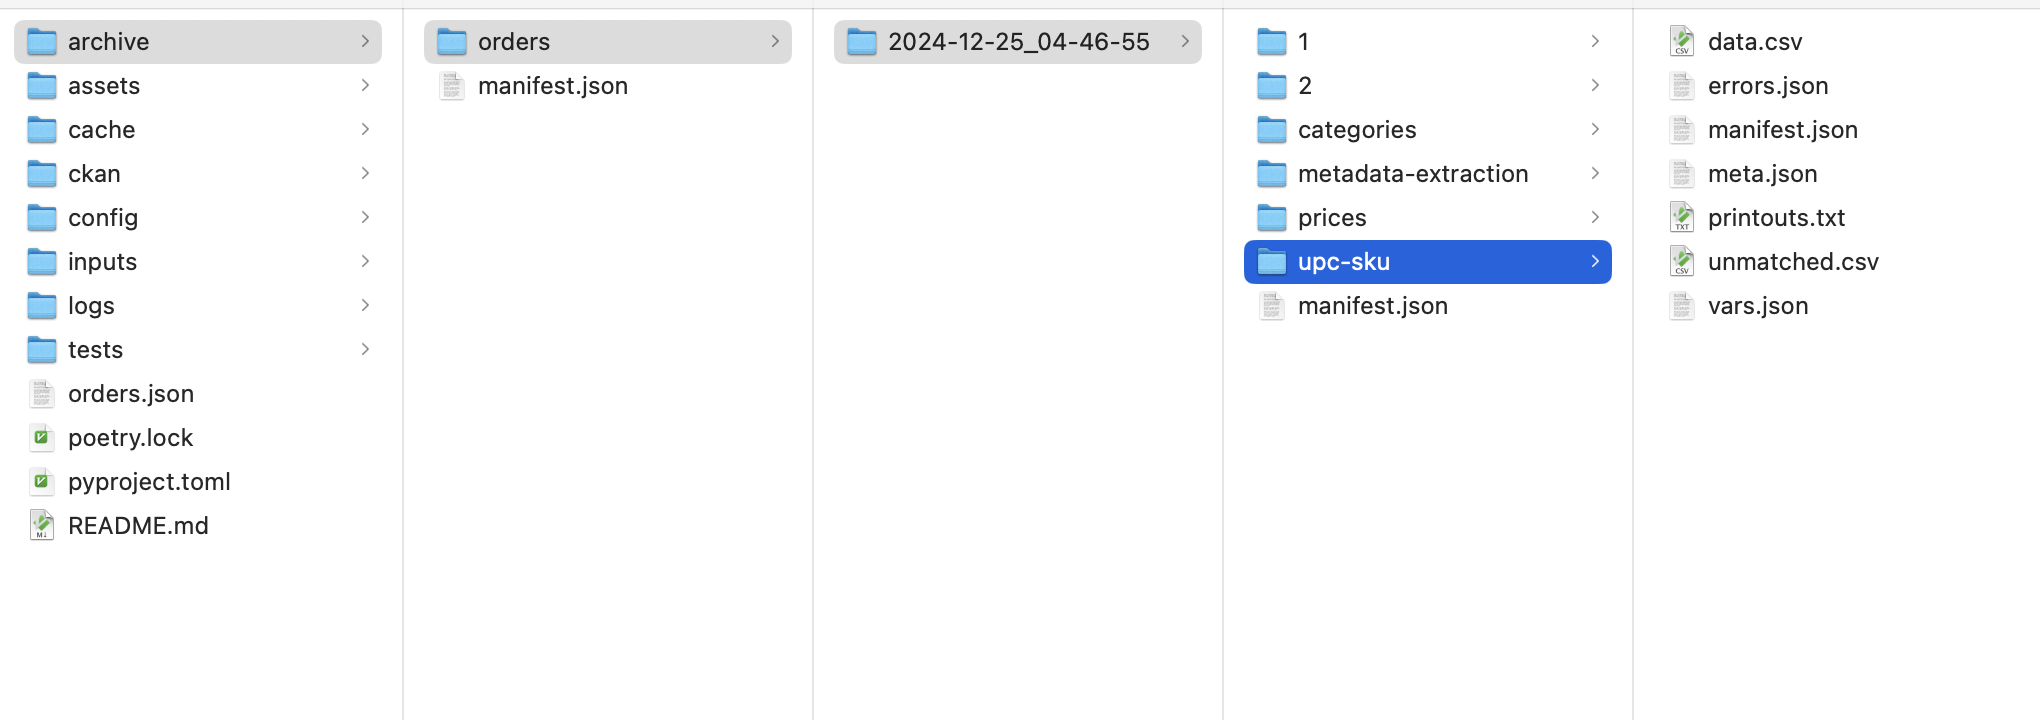 archive
assets
cache
ckan
config
inputs
logs
tests
orders.json
poetry.lock
pyproject.toml
README.md
orders
manifest.json
2024-12-25_04-46-55
1
2
categories
metadata-extraction
prices
upc-sku
manifest.json
data.csv
errors.json
manifest.json
meta.json
printouts.txt
unmatched.csv
vars.json